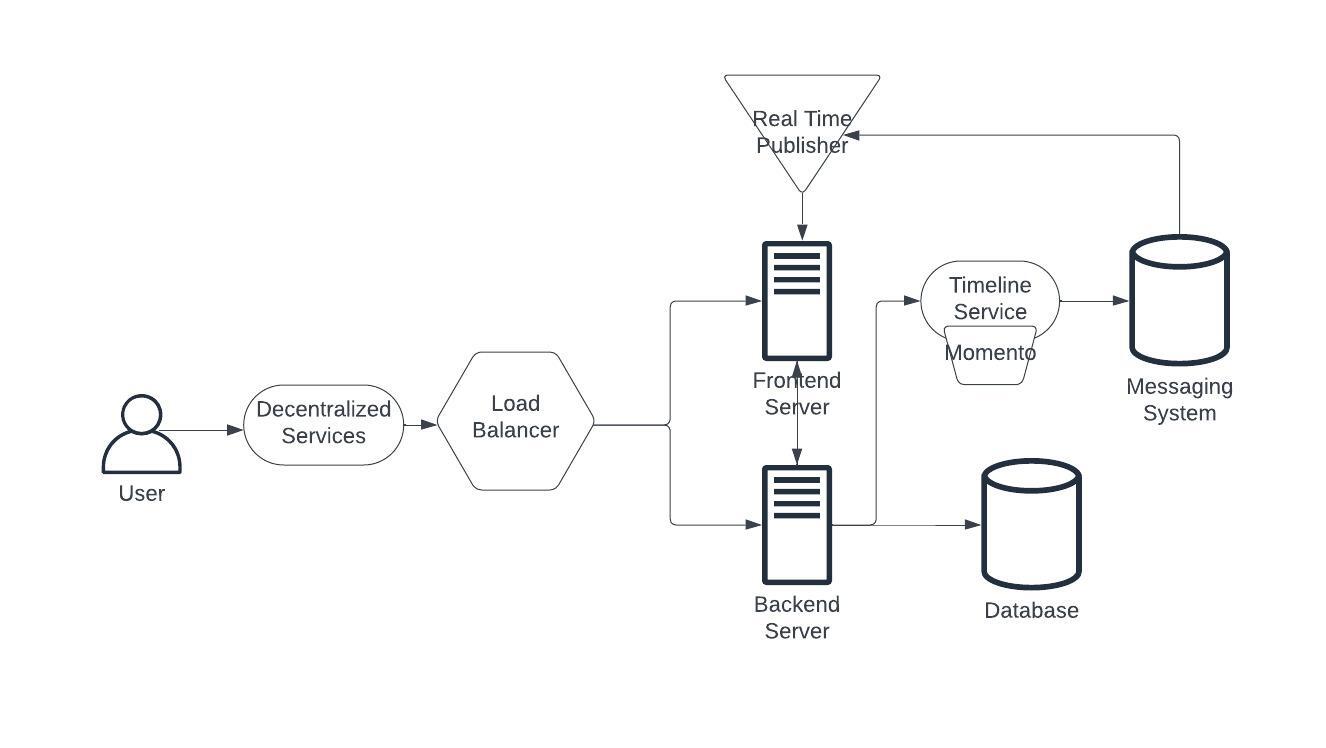 Real Time
Publisher
Timeline
Service
Momento
Frontend
Server
Messaging
System
Decentralized
Services
Load
Balancer
User
Backend
Server
Database